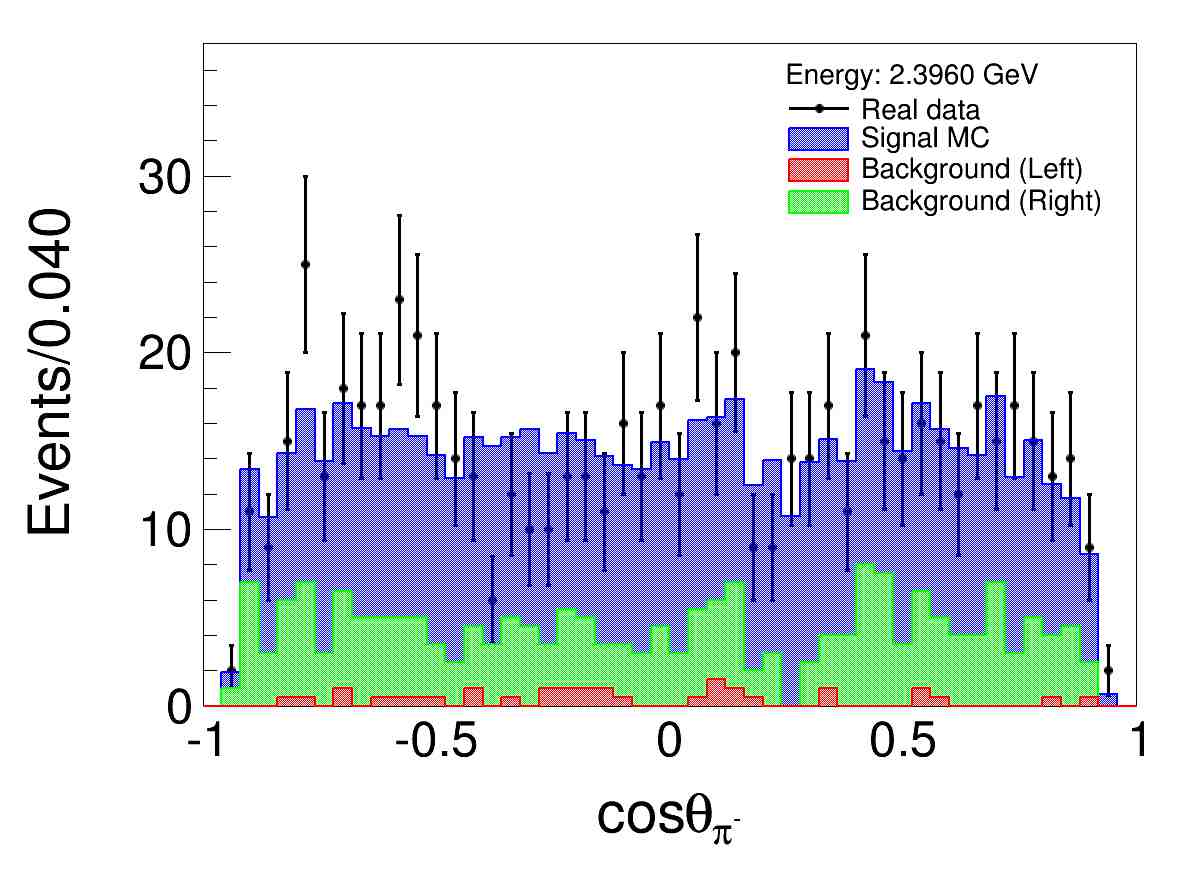 Energy: 2.3960 GeV
Real data
Signal MC
Background (Left)
Background (Right)
Events/0.040
30
20
10
0
-1
-0.5
0
0.5
1
cosθπ-